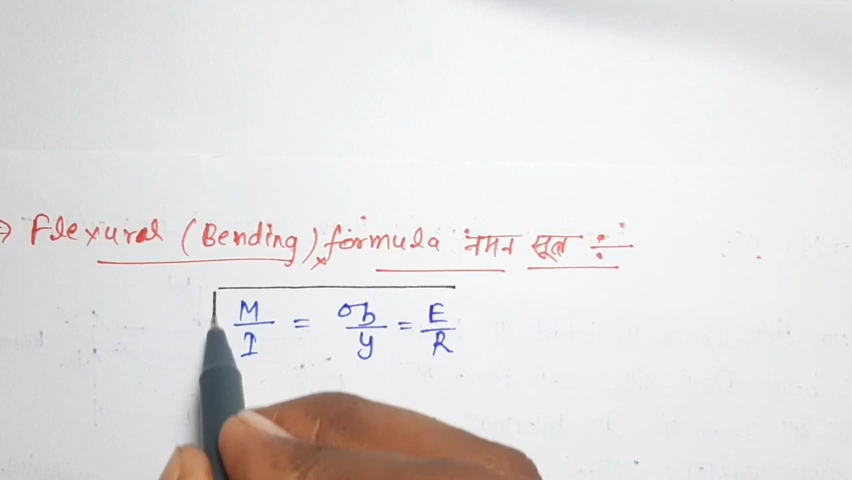 → Flexural (Bending) formula नमन सूत्र ÷
M/I = σb/y = E/R